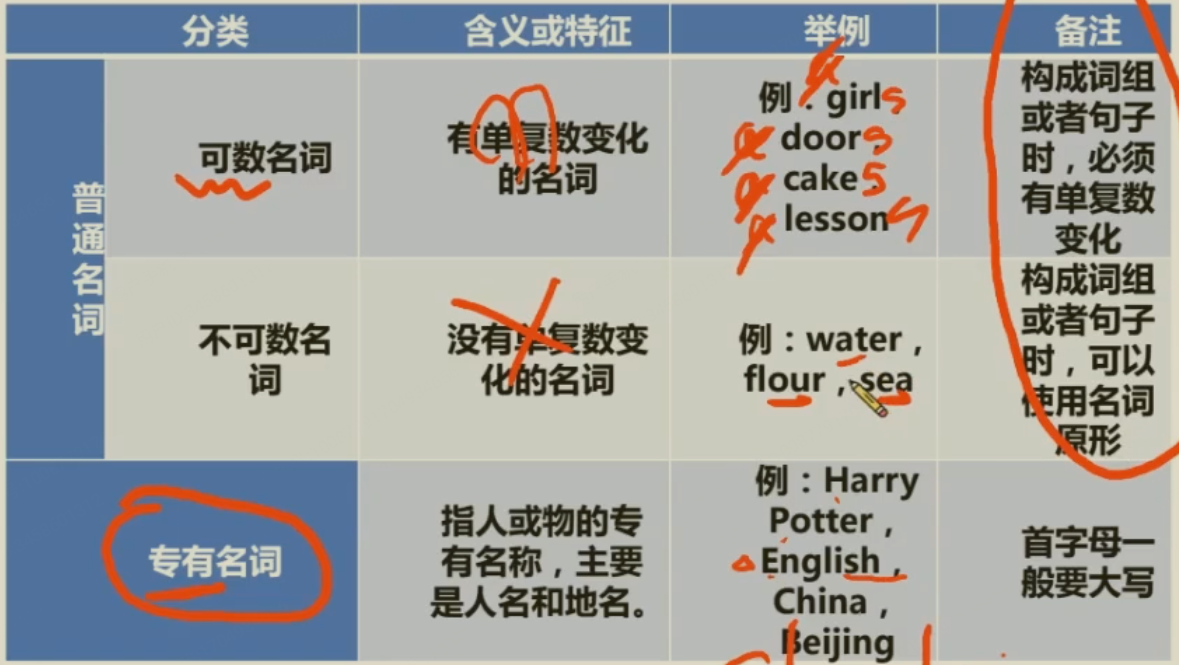 分类 含义或特征 举例 备注
普通名词
可数名词
有单复数变化
的名词
例：girls
a doors，
a cakes，
a lessons
构成词组
或者句子
时，必须
有单复数
变化
不可数名
词
没有单复数变
化的名词
例：water，
flour，sea
构成词组
或者句子
时，可以
使用名词
原形
专有名词
指人或物的专
有名称，主要
是人名和地名。
例：Harry
Potter，
English，
China，
Beijing
首字母一
般要大写